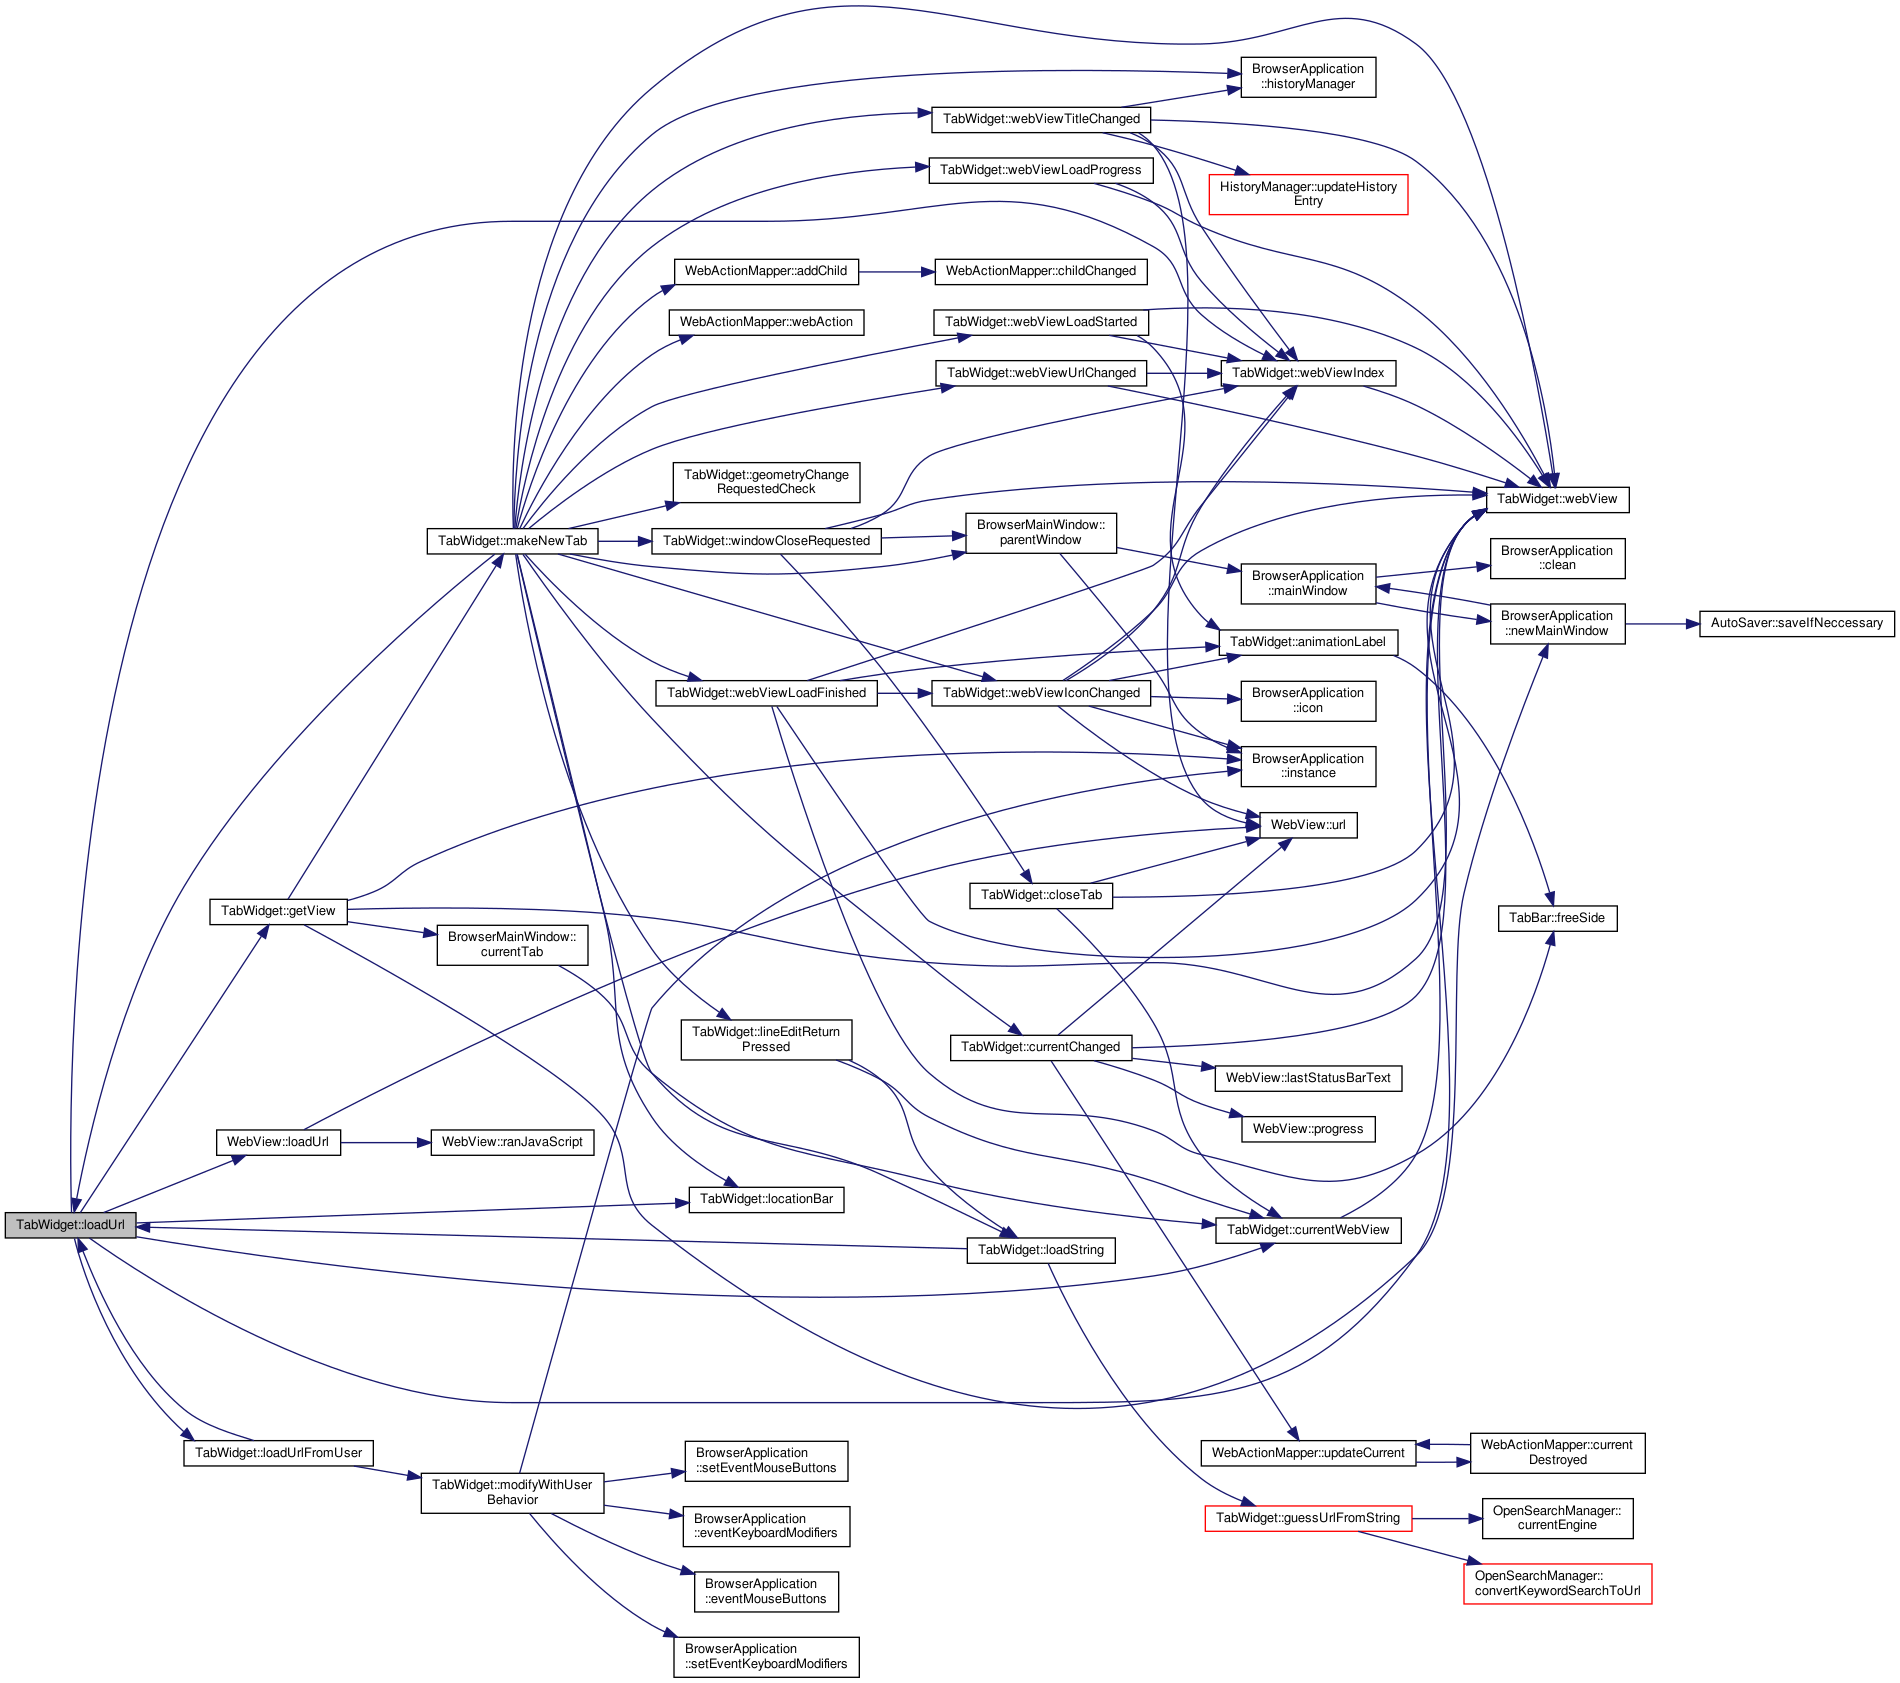 BrowserApplication
::historyManager
TabWidget::webViewTitleChanged
TabWidget::webViewLoadProgress
HistoryManager::updateHistory
Entry
WebActionMapper::addChild
WebActionMapper::childChanged
WebActionMapper::webAction
TabWidget::webViewLoadStarted
TabWidget::webViewUrlChanged
TabWidget::webViewIndex
TabWidget::geometryChange
RequestedCheck
TabWidget::webView
TabWidget::makeNewTab
TabWidget::windowCloseRequested
BrowserMainWindow::
parentWindow
BrowserApplication
::clean
BrowserApplication
::mainWindow
BrowserApplication
::newMainWindow
AutoSaver::saveIfNeccessary
TabWidget::animationLabel
TabWidget::webViewLoadFinished
TabWidget::webViewIconChanged
BrowserApplication
::icon
BrowserApplication
::instance
WebView::url
TabWidget::closeTab
TabWidget::getView
TabBar::freeSide
BrowserMainWindow::
currentTab
TabWidget::lineEditReturn
Pressed
TabWidget::currentChanged
WebView::lastStatusBarText
WebView::progress
WebView::loadUrl
WebView::ranJavaScript
TabWidget::locationBar
TabWidget::loadUrl
TabWidget::currentWebView
TabWidget::loadString
TabWidget::loadUrlFromUser
WebActionMapper::updateCurrent
WebActionMapper::current
Destroyed
BrowserApplication
::setEventMouseButtons
TabWidget::modifyWithUser
Behavior
BrowserApplication
::eventKeyboardModifiers
TabWidget::guessUrlFromString
OpenSearchManager::
currentEngine
BrowserApplication
::eventMouseButtons
OpenSearchManager::
convertKeywordSearchToUrl
BrowserApplication
::setEventKeyboardModifiers